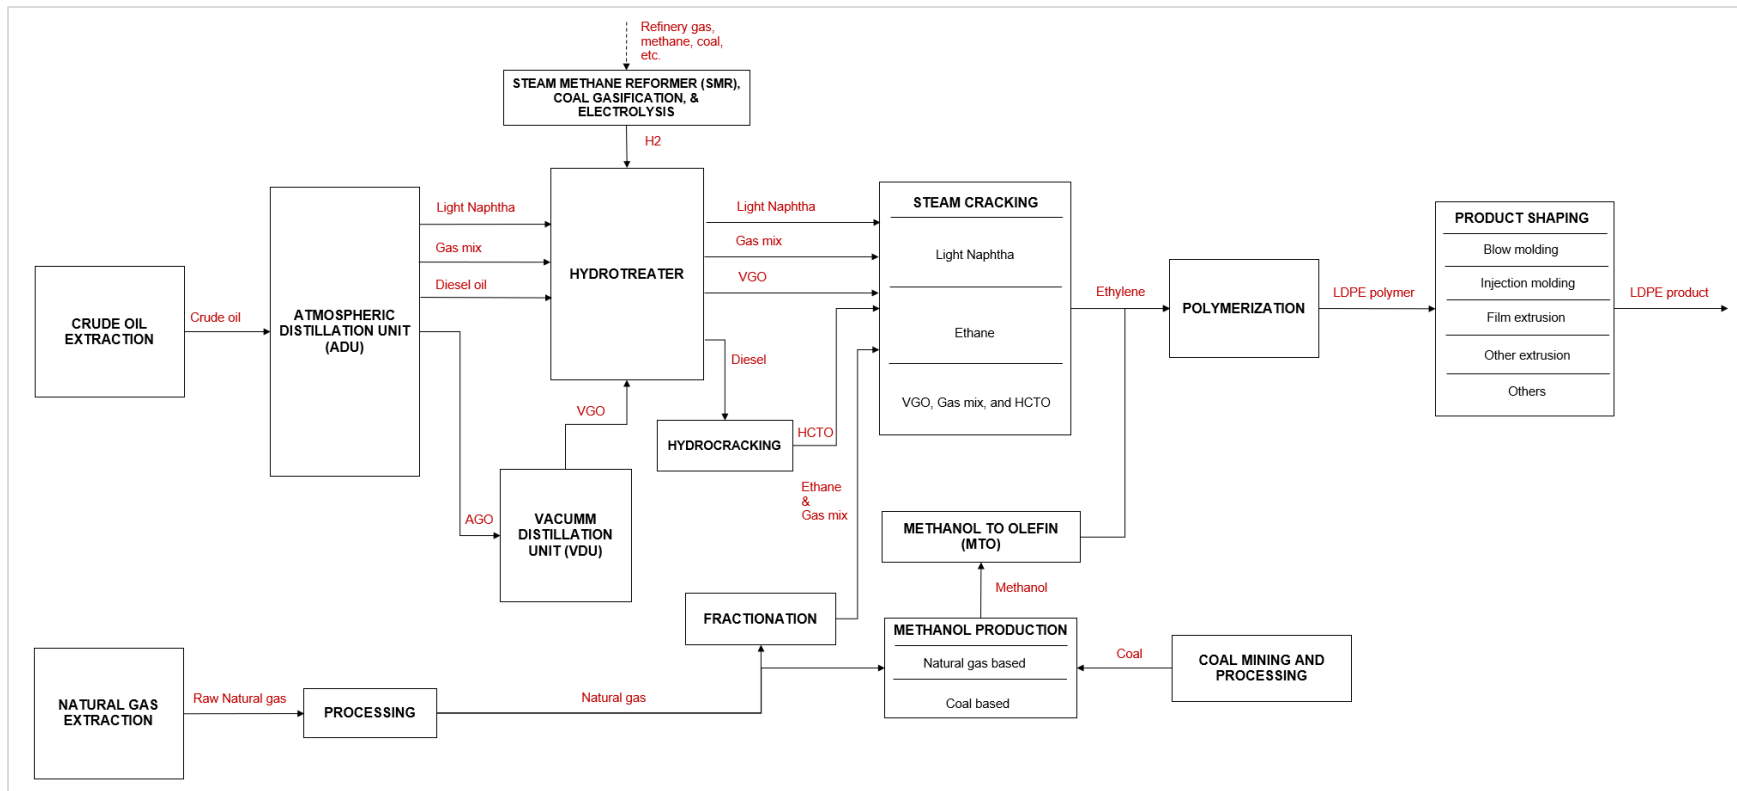 Refinery gas,
methane, coal,
etc.
STEAM METHANE REFORMER (SMR),
COAL GASIFICATION, &
ELECTROLYSIS
H2
CRUDE OIL
EXTRACTION
Crude oil
ATMOSPHERIC
DISTILLATION UNIT
(ADU)
Light Naphtha
Gas mix
Diesel oil
AGO
VACUMM
DISTILLATION
UNIT (VDU)
VGO
HYDROTREATER
Light Naphtha
Gas mix
VGO
Diesel
HYDROCRACKING
HCTO
STEAM CRACKING
Light Naphtha
Ethane
VGO, Gas mix, and HCTO
Ethylene
POLYMERIZATION
LDPE polymer
PRODUCT SHAPING
Blow molding
Injection molding
Film extrusion
Other extrusion
Others
LDPE product
Ethane
&
Gas mix
METHANOL TO OLEFIN
(MTO)
Methanol
NATURAL GAS
EXTRACTION
Raw Natural gas
PROCESSING
Natural gas
FRACTIONATION
METHANOL PRODUCTION
Natural gas based
Coal based
Coal
COAL MINING AND
PROCESSING